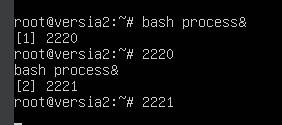 root@versia2:~# bash process&
[1] 2220
root@versia2:~# 2220
bash process&
[2] 2221
root@versia2:~# 2221